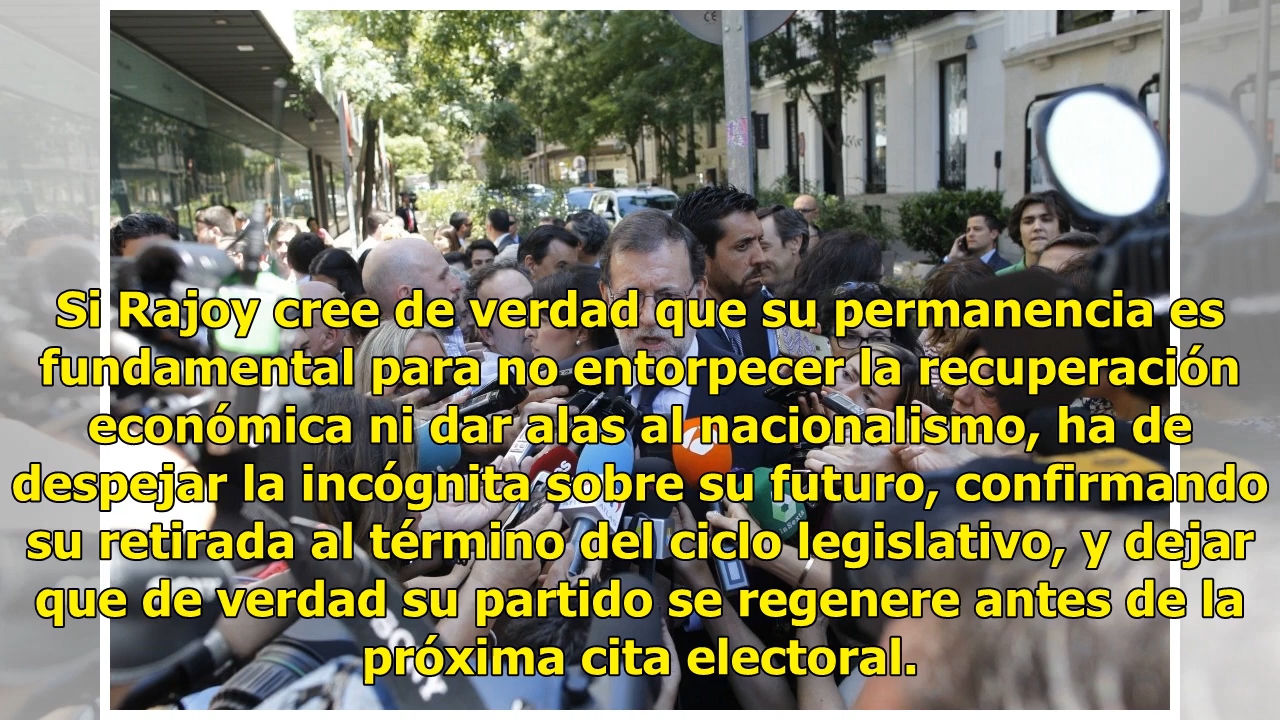 Si Rajoy cree de verdad que su permanencia es
fundamental para no entorpecer la recuperación
económica ni dar alas al nacionalismo, ha de
despejar la incógnita sobre su futuro, confirmando
su retirada al término del ciclo legislativo, y dejar
que de verdad su partido se regenere antes de la
próxima cita electoral.
laSexta
SONY